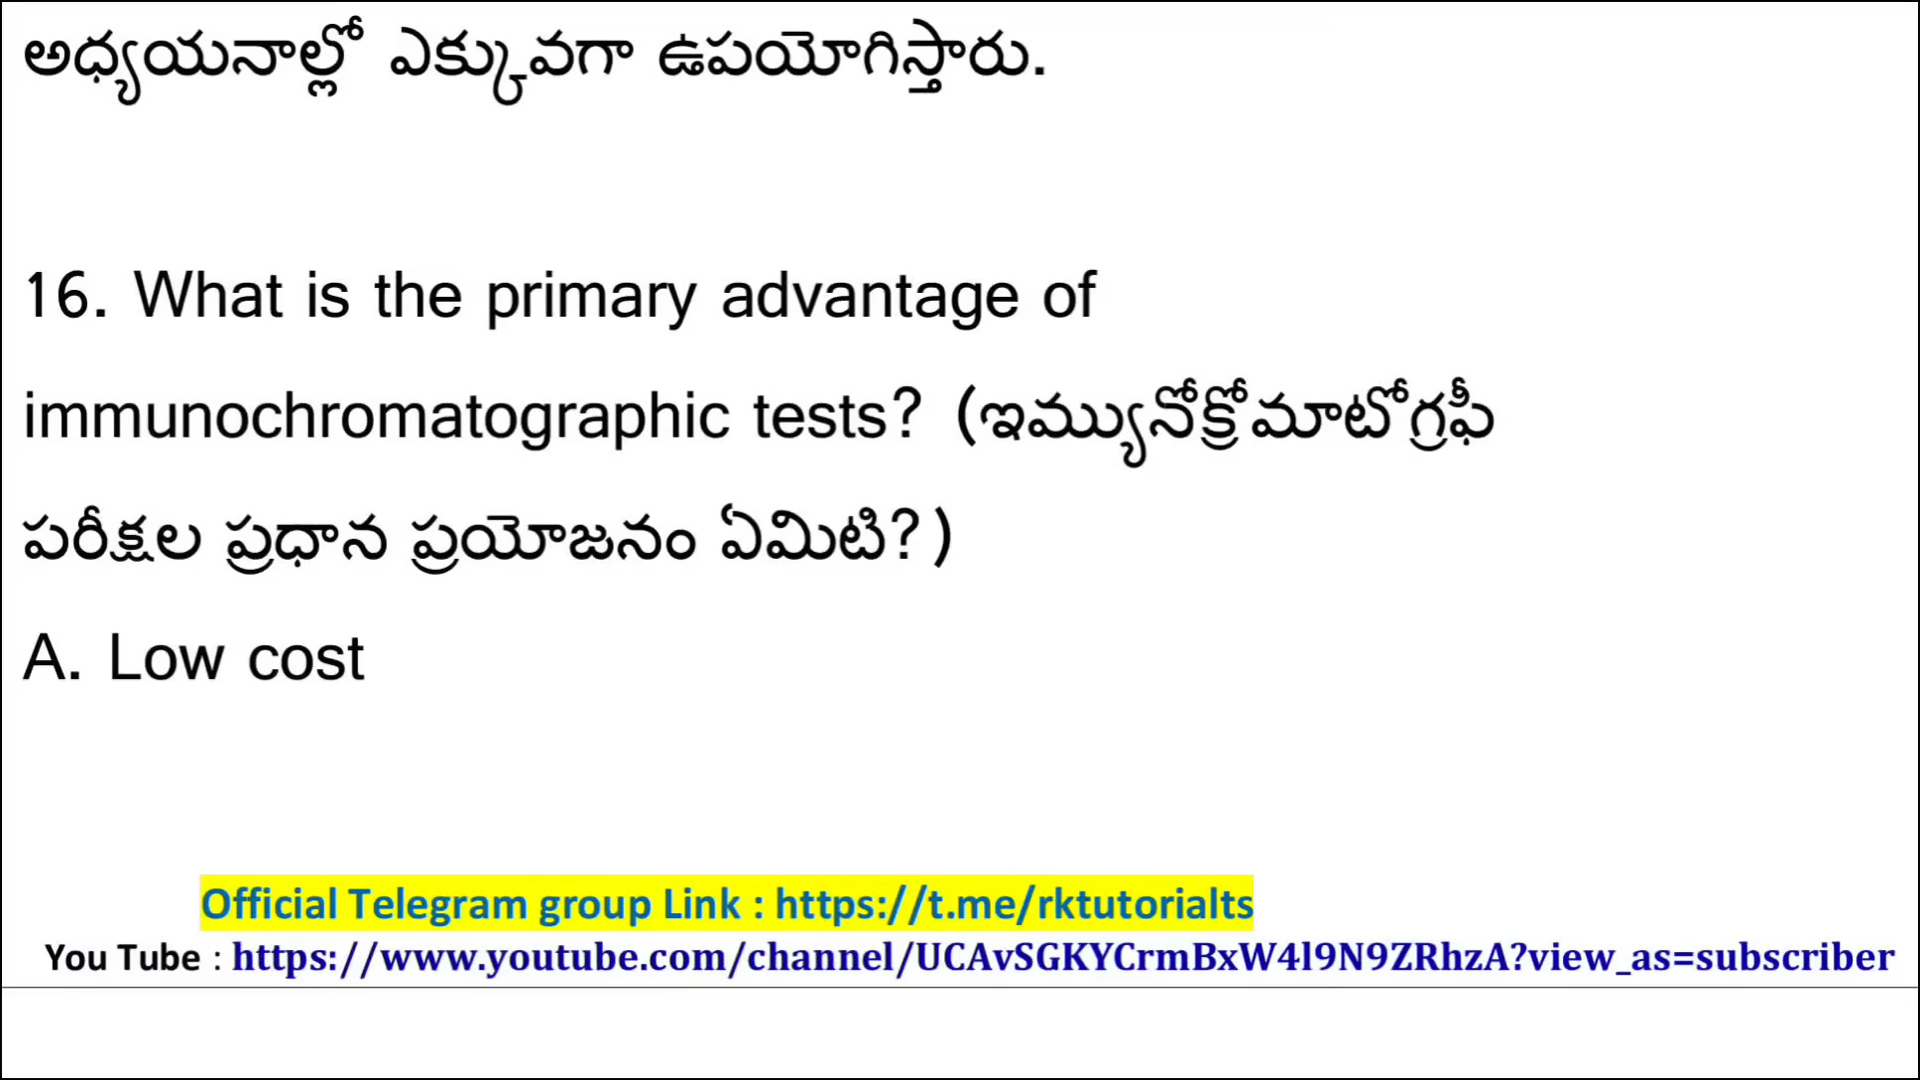 అధ్యయనాల్లో ఎక్కువగా ఉపయోగిస్తారు.
16. What is the primary advantage of
immunochromatographic tests? (ఇమ్యునోక్రోమాటోగ్రఫీ
పరీక్షల ప్రధాన ప్రయోజనం ఏమిటి?)
A. Low cost
Official Telegram group Link : https://t.me/rktutorialts
You Tube : https://www.youtube.com/channel/UCAvSGKYCrmBxW4l9N9ZRhzA?view_as=subscriber